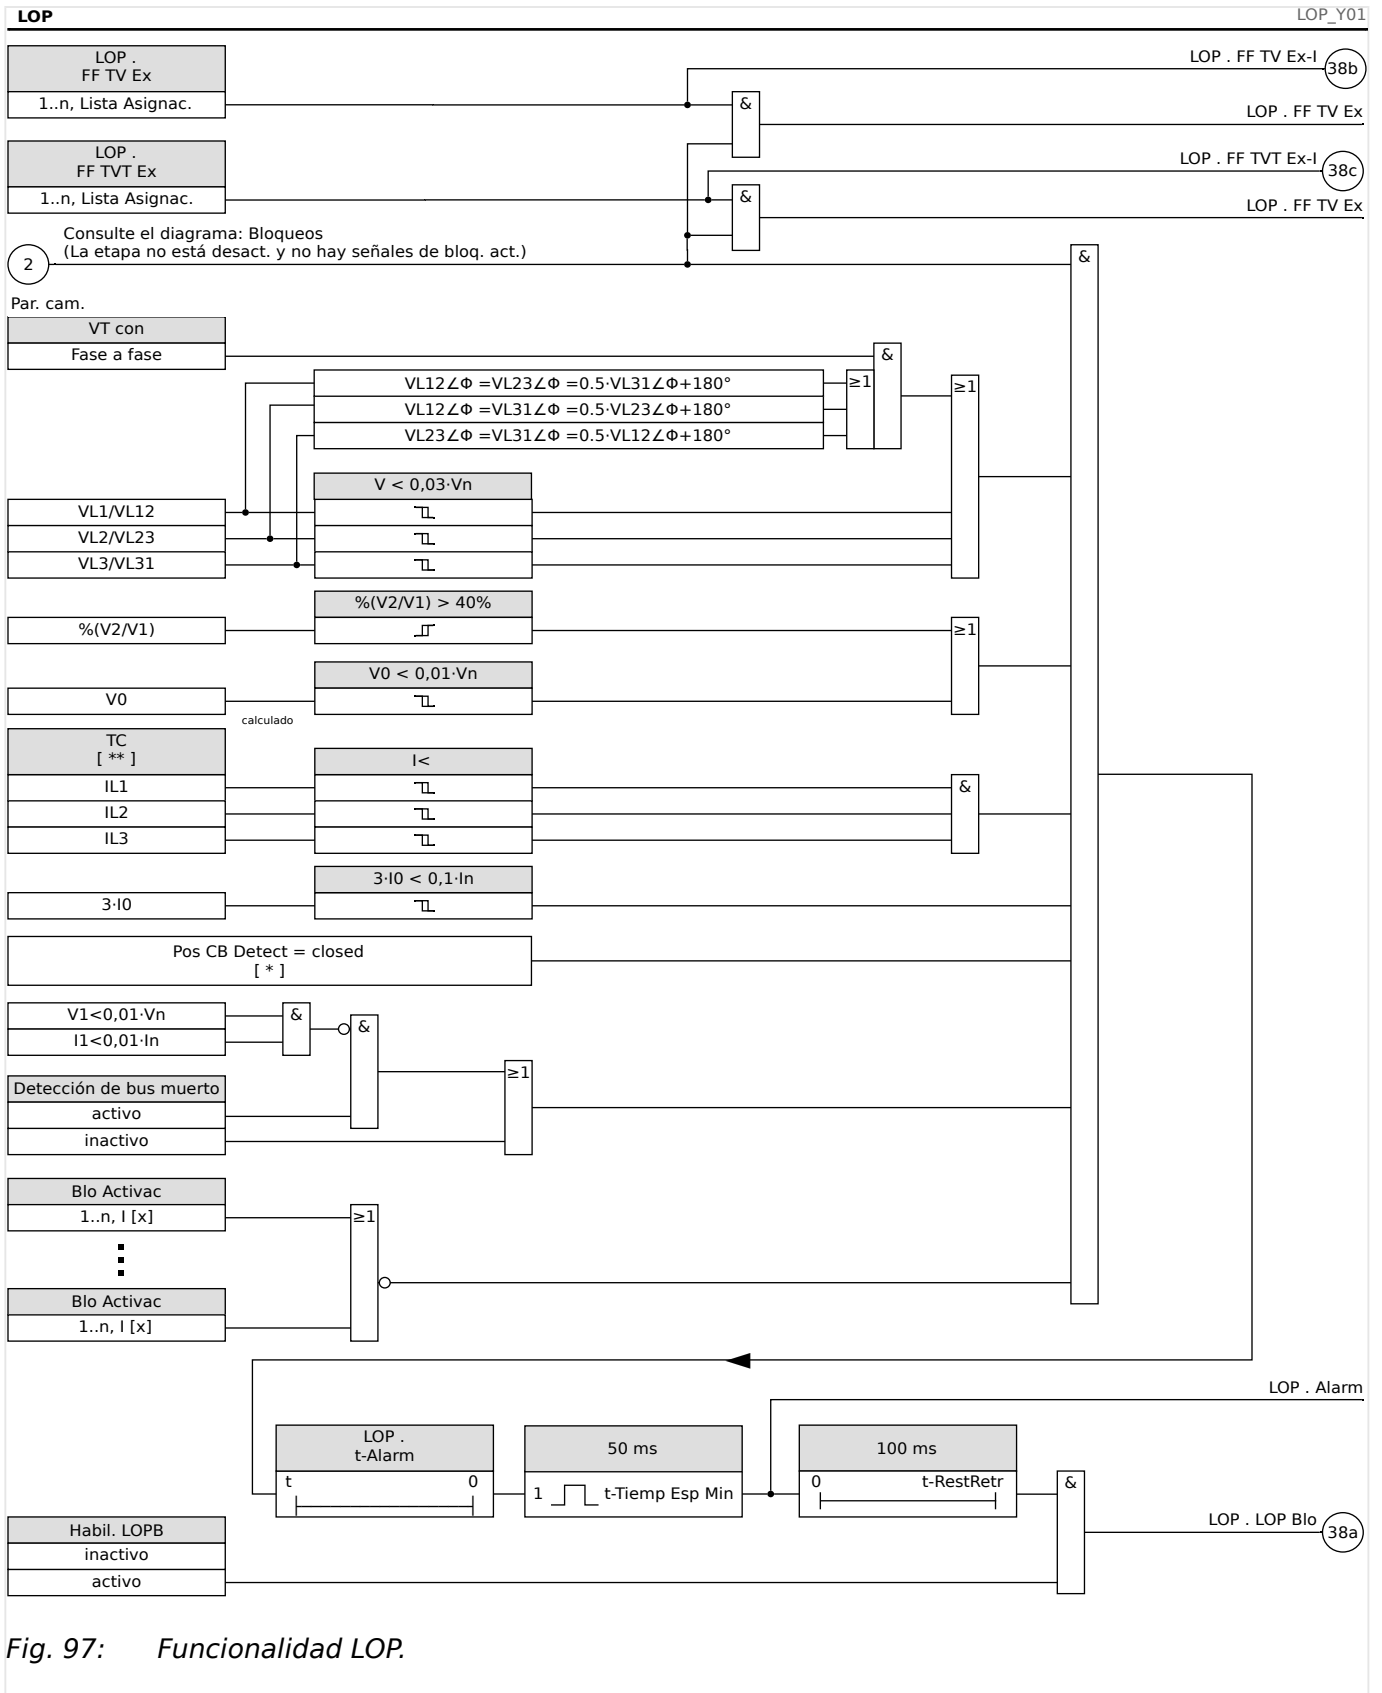 LOP
LOP_Y01
LOP .
FF TV Ex
1..n, Lista Asignac.
LOP . FF TV Ex-I
38b
&
LOP . FF TV Ex
LOP .
FF TVT Ex
1..n, Lista Asignac.
LOP . FF TVT Ex-I
38c
&
LOP . FF TV Ex
Consulte el diagrama: Bloqueos
(La etapa no está desact. y no hay señales de bloq. act.)
2
&
Par. cam.
VT con
Fase a fase
&
VL12∠Φ =VL23∠Φ =0.5·VL31∠Φ+180°
≥1
≥1
VL12∠Φ =VL31∠Φ =0.5·VL23∠Φ+180°
VL23∠Φ =VL31∠Φ =0.5·VL12∠Φ+180°
V < 0,03·Vn
VL1/VL12
VL2/VL23
VL3/VL31
%(V2/V1) > 40%
%(V2/V1)
≥1
V0 < 0,01·Vn
V0
calculado
TC
[ ** ]
I<
IL1
&
IL2
IL3
3·I0 < 0,1·In
3·I0
Pos CB Detect = closed
[ * ]
V1<0,01·Vn
&
&
I1<0,01·In
≥1
Detección de bus muerto
activo
inactivo
Blo Activac
1..n, I [x]
≥1
Blo Activac
1..n, I [x]
LOP . Alarm
LOP .
t-Alarm
50 ms
100 ms
t 0
1 t-Tiemp Esp Min
0 t-RestRetr
&
LOP . LOP Blo
38a
Habil. LOPB
inactivo
activo
Fig. 97: Funcionalidad LOP.